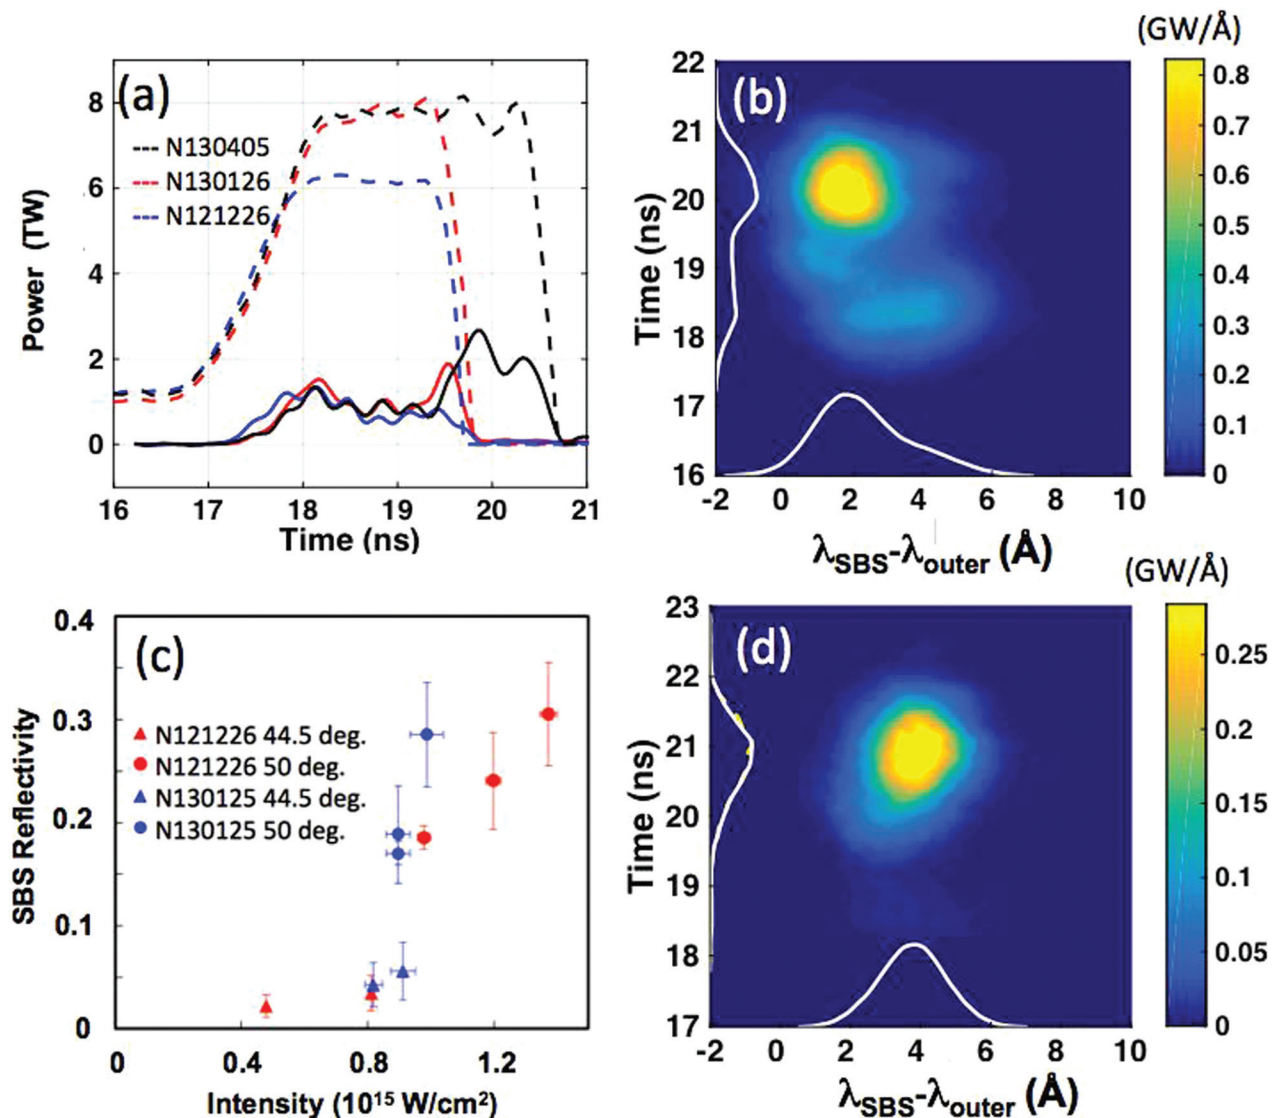 (a)
Power (TW)
8
6
4
2
0
N130405
N130126
N121226
16 17 18 19 20 21
Time (ns)
(GW/Å)
(b)
Time (ns)
22
21
20
19
18
17
16
-2 0 2 4 6 8 10
λSBS-λouter (Å)
0.8
0.7
0.6
0.5
0.4
0.3
0.2
0.1
0
(c)
SBS Reflectivity
0.4
0.3
0.2
0.1
0
N121226 44.5 deg.
N121226 50 deg.
N130125 44.5 deg.
N130125 50 deg.
0 0.4 0.8 1.2
Intensity (10¹⁵ W/cm²)
(GW/Å)
(d)
Time (ns)
23
22
21
20
19
18
17
-2 0 2 4 6 8 10
λSBS-λouter (Å)
0.25
0.2
0.15
0.1
0.05
0